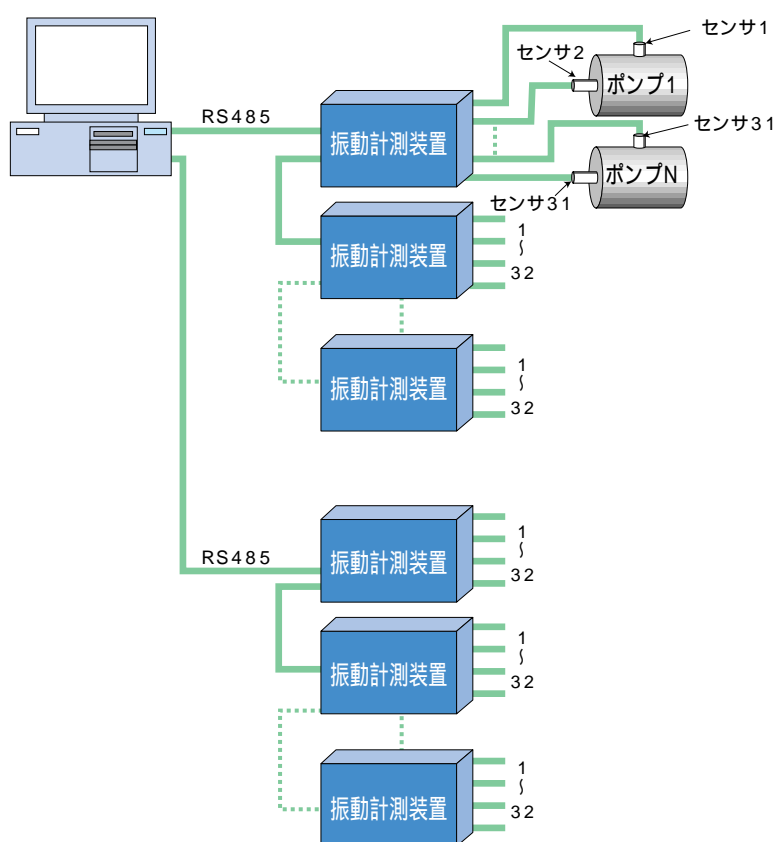 センサ1
センサ2
ポンプ1
RS485
センサ31
振動計測装置
ポンプN
センサ31
振動計測装置
1
〜
32
振動計測装置
1
〜
32
振動計測装置
1
〜
32
RS485
振動計測装置
1
〜
32
振動計測装置
1
〜
32